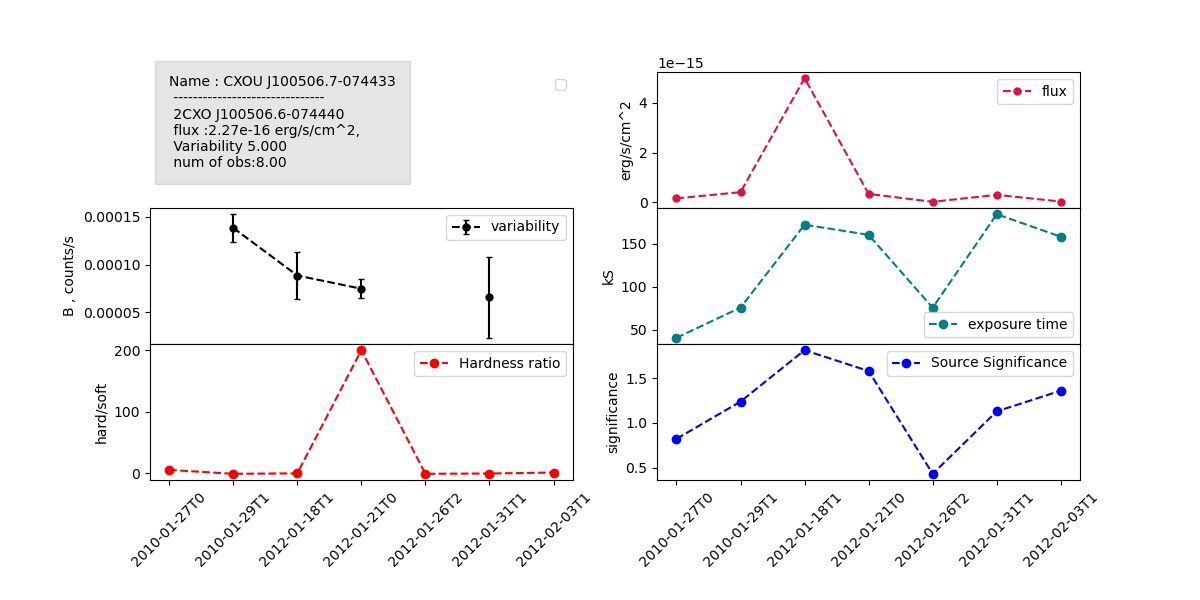 Name : CXOU J100506.7-074433
-------------------------------
2CXO J100506.6-074440
flux :2.27e-16 erg/s/cm^2,
Variability 5.000
num of obs:8.00
0.00015
0.00010
0.00005
B , counts/s
variability
200
100
0
hard/soft
Hardness ratio
2010-01-27T0
2010-01-29T1
2012-01-18T1
2012-01-21T0
2012-01-26T2
2012-01-31T1
2012-02-03T1
1e−15
4
2
0
erg/s/cm^2
flux
150
100
50
kS
exposure time
1.5
1.0
0.5
significance
Source Significance
2010-01-27T0
2010-01-29T1
2012-01-18T1
2012-01-21T0
2012-01-26T2
2012-01-31T1
2012-02-03T1